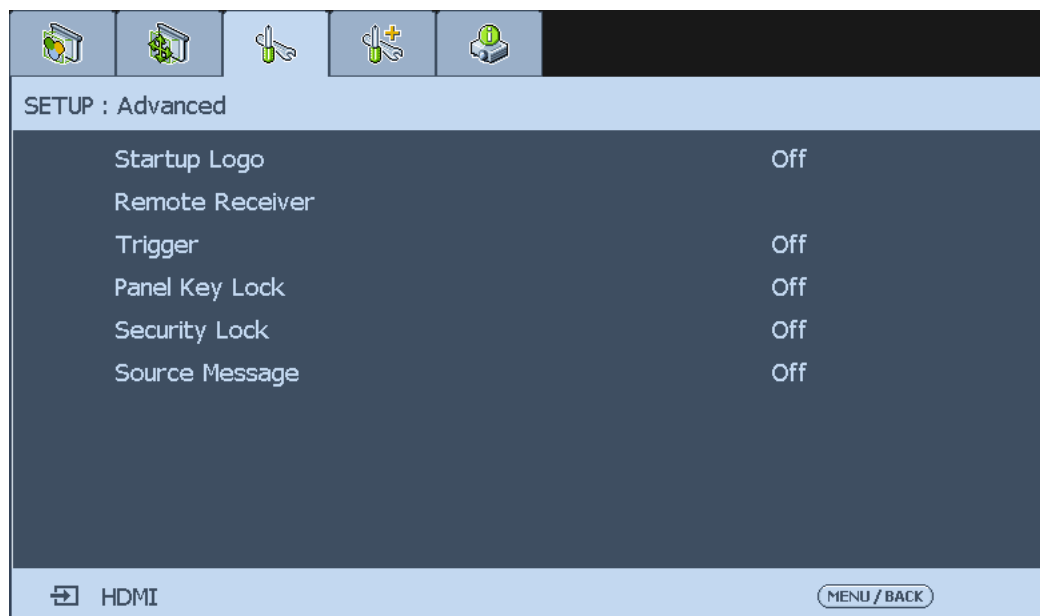 SETUP : Advanced
Startup Logo Off
Remote Receiver
Trigger Off
Panel Key Lock Off
Security Lock Off
Source Message Off
HDMI MENU / BACK